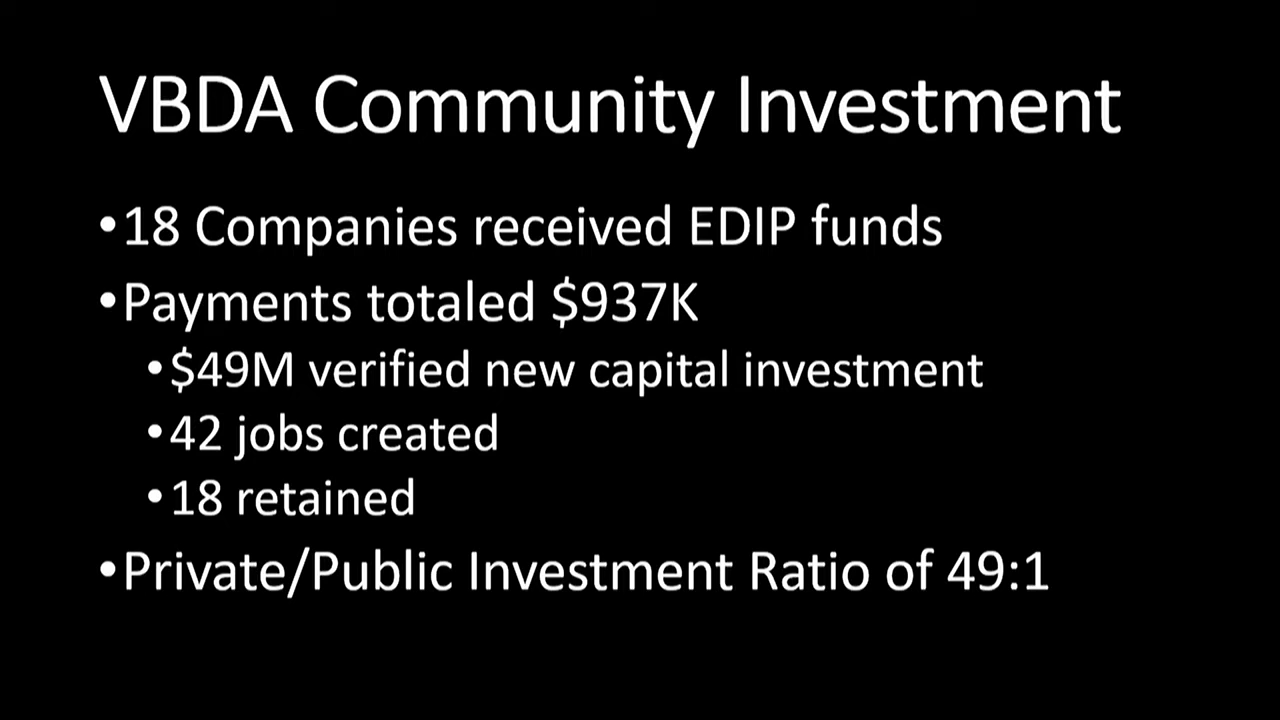 VBDA Community Investment
•18 Companies received EDIP funds
•Payments totaled $937K
•$49M verified new capital investment
•42 jobs created
•18 retained
•Private/Public Investment Ratio of 49:1